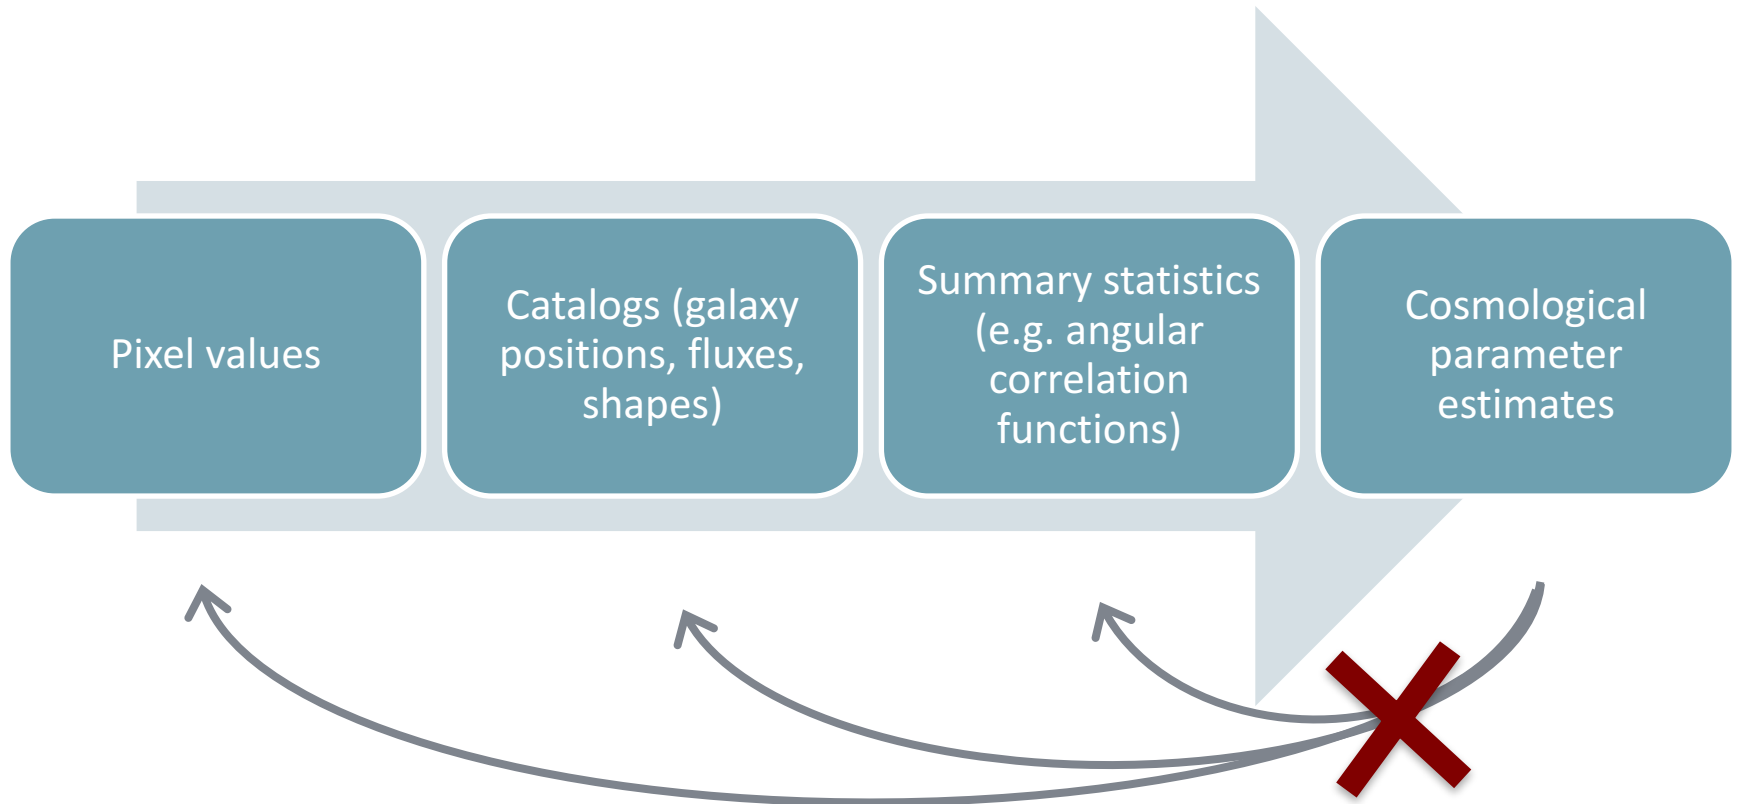 Pixel values
Catalogs (galaxy
positions, fluxes,
shapes)
Summary statistics
(e.g. angular
correlation
functions)
Cosmological
parameter
estimates